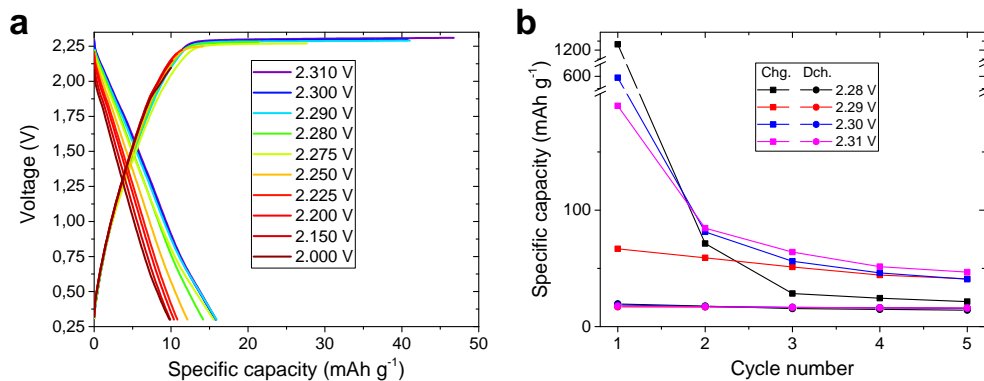 a
2,25
2,00
1,75
1,50
1,25
1,00
0,75
0,50
0,25
Voltage (V)
0 10 20 30 40 50
Specific capacity (mAh g⁻¹)
2.310 V
2.300 V
2.290 V
2.280 V
2.275 V
2.250 V
2.225 V
2.200 V
2.150 V
2.000 V
b
1200
600
100
0
Specific capacity (mAh g⁻¹)
1 2 3 4 5
Cycle number
Chg. Dch.
2.28 V
2.29 V
2.30 V
2.31 V